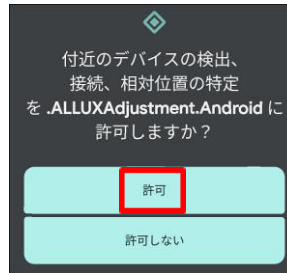 付近のデバイスの検出、
接続、相対位置の特定
を .ALLUXAdjustment.Android に
許可しますか？
許可
許可しない